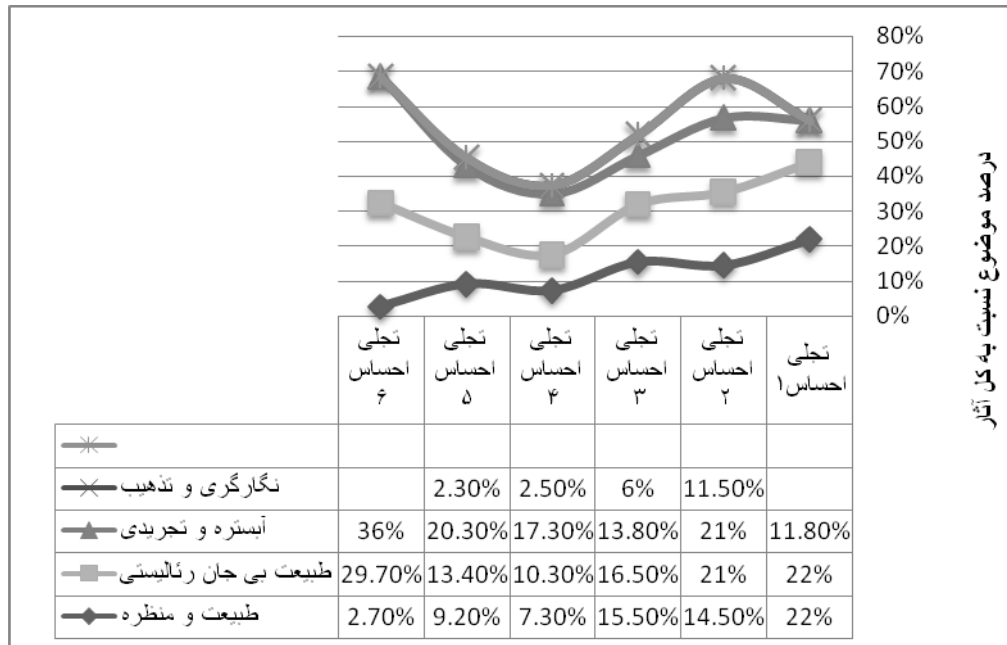 80%
70%
60%
50%
40%
30%
20%
10%
0%
درصد موضوع نسبت به کل آثار
تجلی احساس۱
تجلی احساس ۲
تجلی احساس ۳
تجلی احساس ۴
تجلی احساس ۵
تجلی احساس ۶
نگارگری و تذهیب 2.30% 2.50% 6% 11.50%
آبستره و تجریدی 36% 20.30% 17.30% 13.80% 21% 11.80%
طبیعت بی جان رئالیستی 29.70% 13.40% 10.30% 16.50% 21% 22%
طبیعت و منظره 2.70% 9.20% 7.30% 15.50% 14.50% 22%